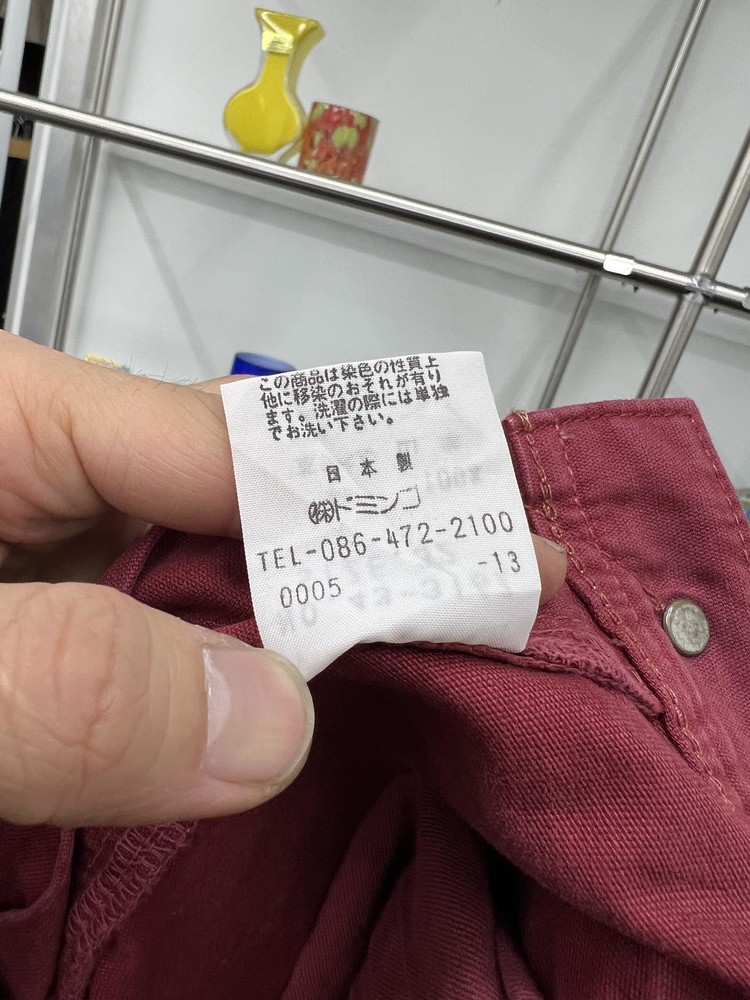 この商品は染色の性質上
他に移染のおそれが有り
ます。洗濯の際には単独
でお洗い下さい。
日本製
㈱ドミンゴ
TEL-086-472-2100
0005 -13